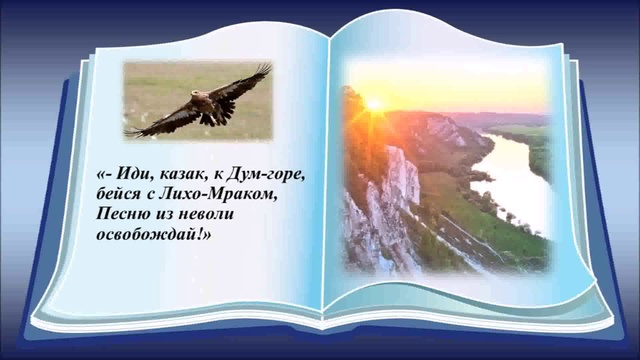 «- Иди, казак, к Дум-горе,
бейся с Лихо-Мраком,
Песню из неволи
освобождай!»